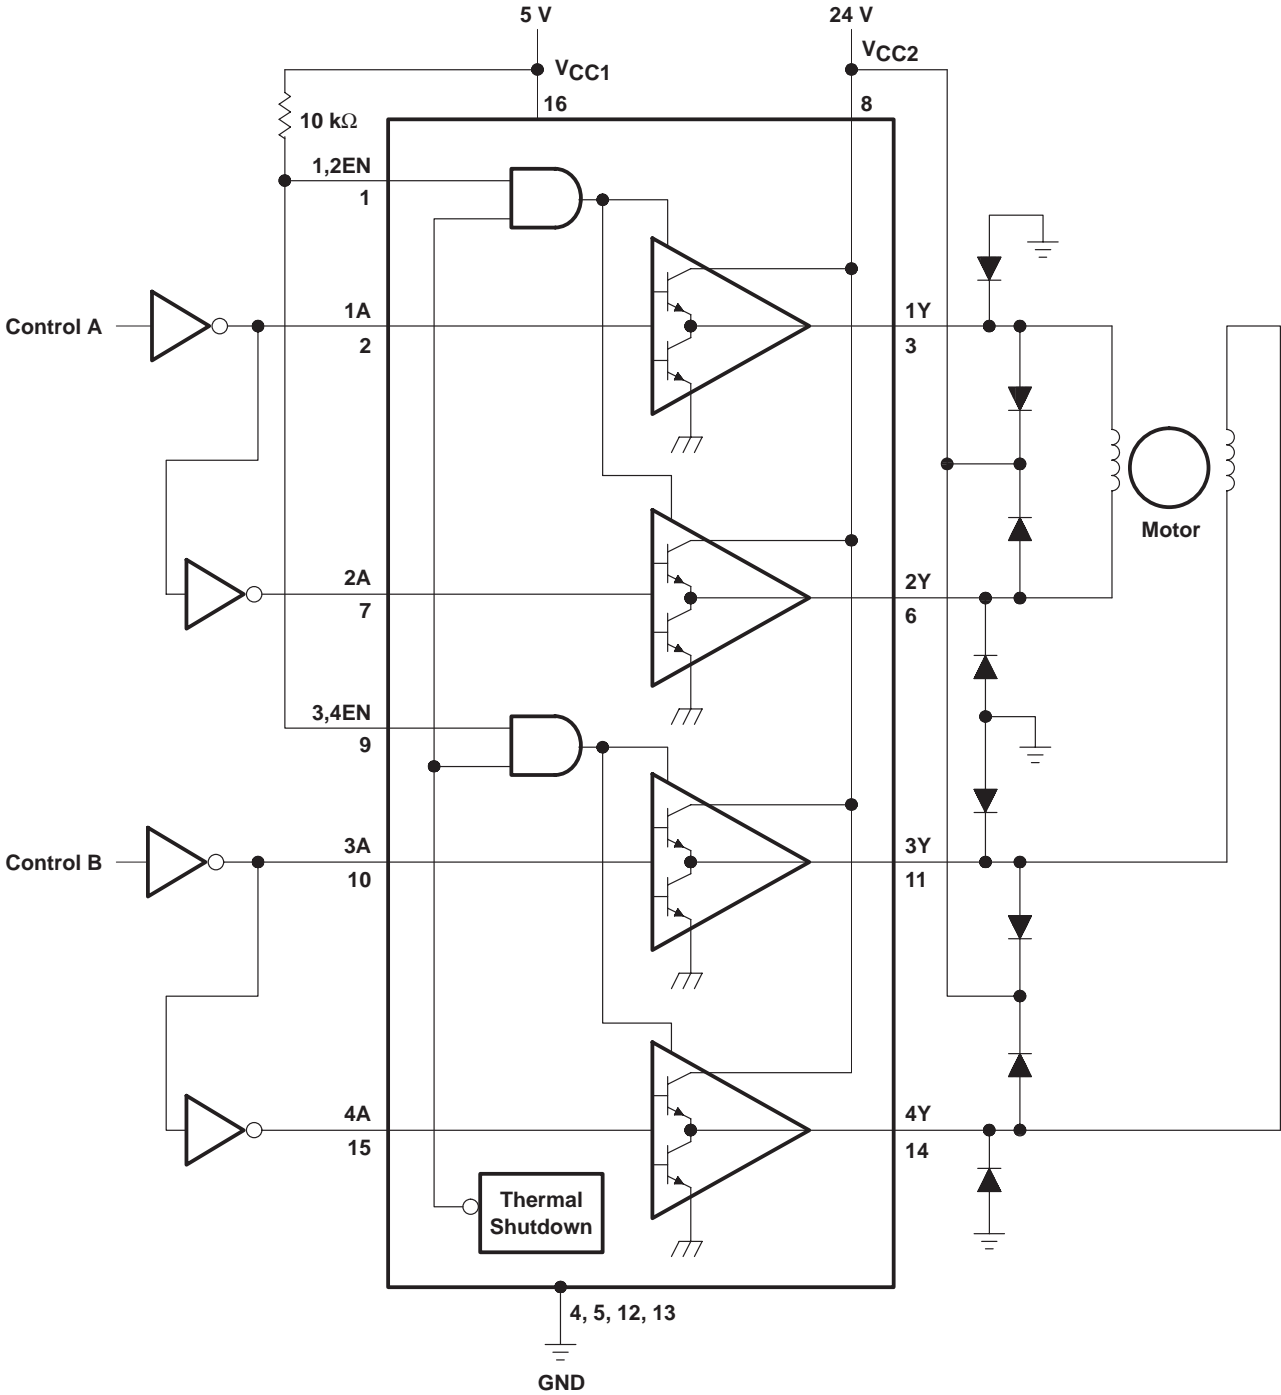 5 V
24 V
VCC1
VCC2
16
8
10 kΩ
1,2EN
1
Control A
1A
2
1Y
3
Motor
2A
7
2Y
6
3,4EN
9
Control B
3A
10
3Y
11
4A
15
4Y
14
Thermal
Shutdown
4, 5, 12, 13
GND